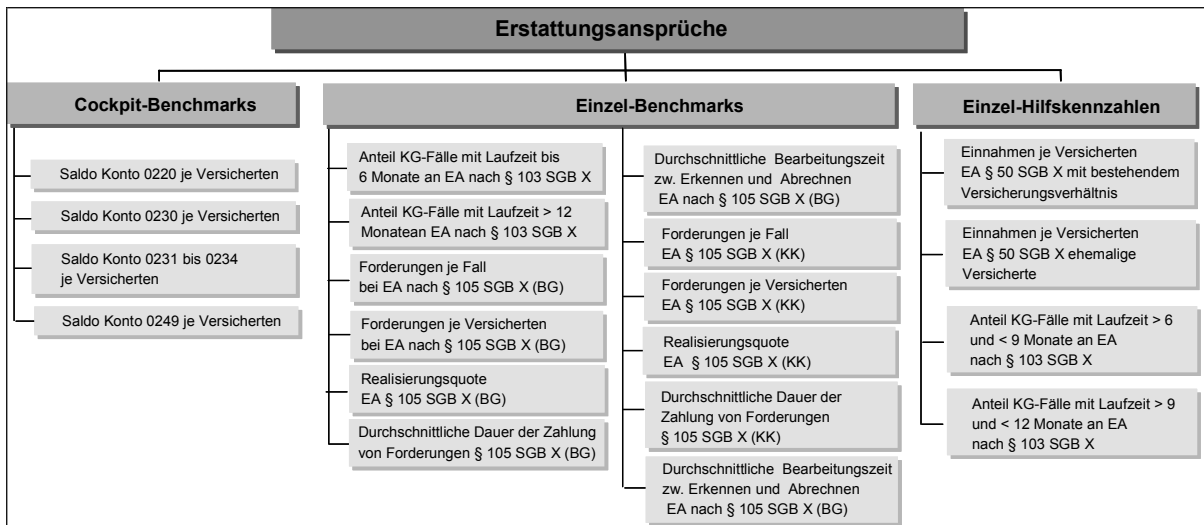 Erstattungsansprüche
Cockpit-Benchmarks
Saldo Konto 0220 je Versicherten
Saldo Konto 0230 je Versicherten
Saldo Konto 0231 bis 0234
je Versicherten
Saldo Konto 0249 je Versicherten
Einzel-Benchmarks
Anteil KG-Fälle mit Laufzeit bis
6 Monate an EA nach § 103 SGB X
Anteil KG-Fälle mit Laufzeit > 12
Monatean EA nach § 103 SGB X
Forderungen je Fall
bei EA nach § 105 SGB X (BG)
Forderungen je Versicherten
bei EA nach § 105 SGB X (BG)
Realisierungsquote
EA § 105 SGB X (BG)
Durchschnittliche Dauer der Zahlung
von Forderungen § 105 SGB X (BG)
Durchschnittliche Bearbeitungszeit
zw. Erkennen und Abrechnen
EA nach § 105 SGB X (BG)
Forderungen je Fall
EA § 105 SGB X (KK)
Forderungen je Versicherten
EA § 105 SGB X (KK)
Realisierungsquote
EA § 105 SGB X (KK)
Durchschnittliche Dauer der
Zahlung von Forderungen
§ 105 SGB X (KK)
Durchschnittliche Bearbeitungszeit
zw. Erkennen und Abrechnen
EA nach § 105 SGB X (BG)
Einzel-Hilfskennzahlen
Einnahmen je Versicherten
EA § 50 SGB X mit bestehendem
Versicherungsverhältnis
Einnahmen je Versicherten
EA § 50 SGB X ehemalige
Versicherte
Anteil KG-Fälle mit Laufzeit > 6
und < 9 Monate an EA
nach § 103 SGB X
Anteil KG-Fälle mit Laufzeit > 9
und < 12 Monate an EA
nach § 103 SGB X